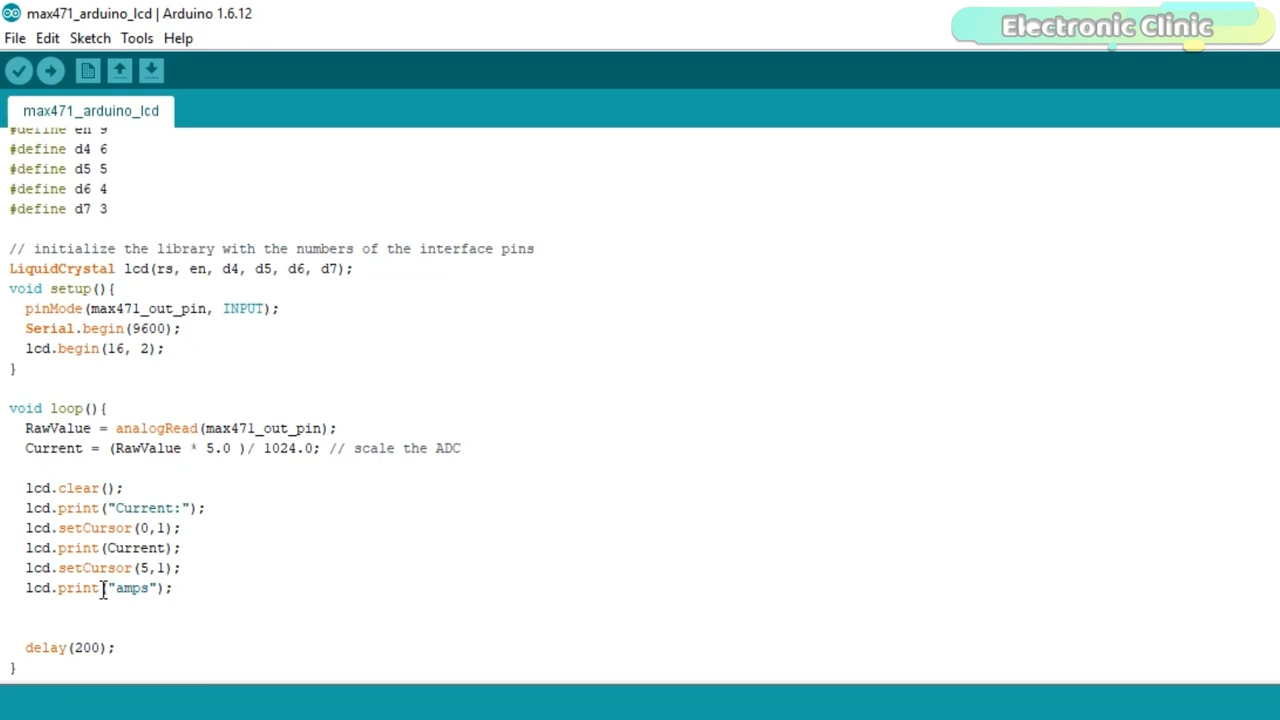 max471_arduino_lcd | Arduino 1.6.12
Electronic Clinic
File Edit Sketch Tools Help
max471_arduino_lcd
#define en 9
#define d4 6
#define d5 5
#define d6 4
#define d7 3
// initialize the library with the numbers of the interface pins
LiquidCrystal lcd(rs, en, d4, d5, d6, d7);
void setup(){
  pinMode(max471_out_pin, INPUT);
  Serial.begin(9600);
  lcd.begin(16, 2);
}
void loop(){
  RawValue = analogRead(max471_out_pin);
  Current = (RawValue * 5.0 )/ 1024.0; // scale the ADC
  lcd.clear();
  lcd.print("Current:");
  lcd.setCursor(0,1);
  lcd.print(Current);
  lcd.setCursor(5,1);
  lcd.print("amps");
  delay(200);
}